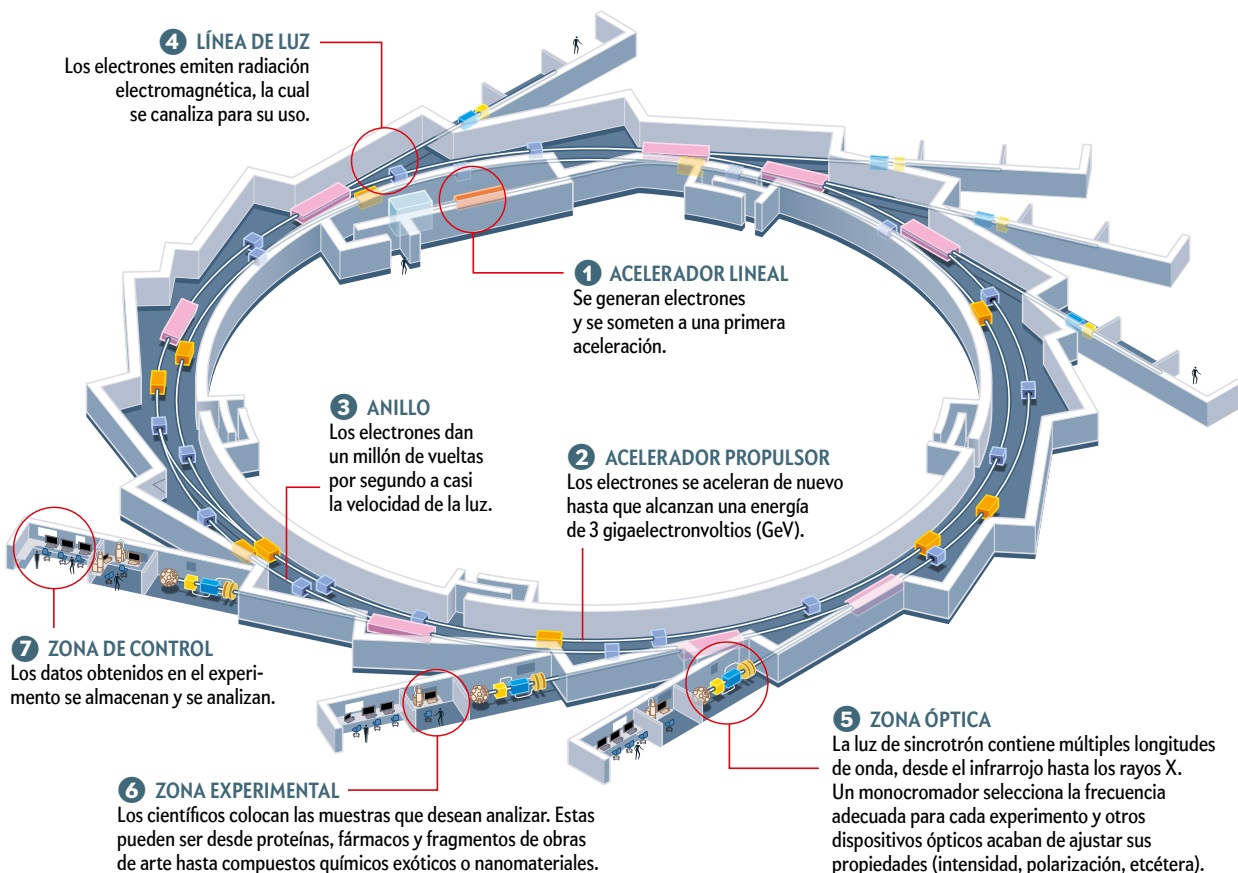 4 LÍNEA DE LUZ
Los electrones emiten radiación
electromagnética, la cual
se canaliza para su uso.
1 ACELERADOR LINEAL
Se generan electrones
y se someten a una primera
aceleración.
3 ANILLO
Los electrones dan
un millón de vueltas
por segundo a casi
la velocidad de la luz.
2 ACELERADOR PROPULSOR
Los electrones se aceleran de nuevo
hasta que alcanzan una energía
de 3 gigaelectronvoltios (GeV).
7 ZONA DE CONTROL
Los datos obtenidos en el experi-
mento se almacenan y se analizan.
6 ZONA EXPERIMENTAL
Los científicos colocan las muestras que desean analizar. Estas
pueden ser desde proteínas, fármacos y fragmentos de obras
de arte hasta compuestos químicos exóticos o nanomateriales.
5 ZONA ÓPTICA
La luz de sincrotrón contiene múltiples longitudes
de onda, desde el infrarrojo hasta los rayos X.
Un monocromador selecciona la frecuencia
adecuada para cada experimento y otros
dispositivos ópticos acaban de ajustar sus
propiedades (intensidad, polarización, etcétera).